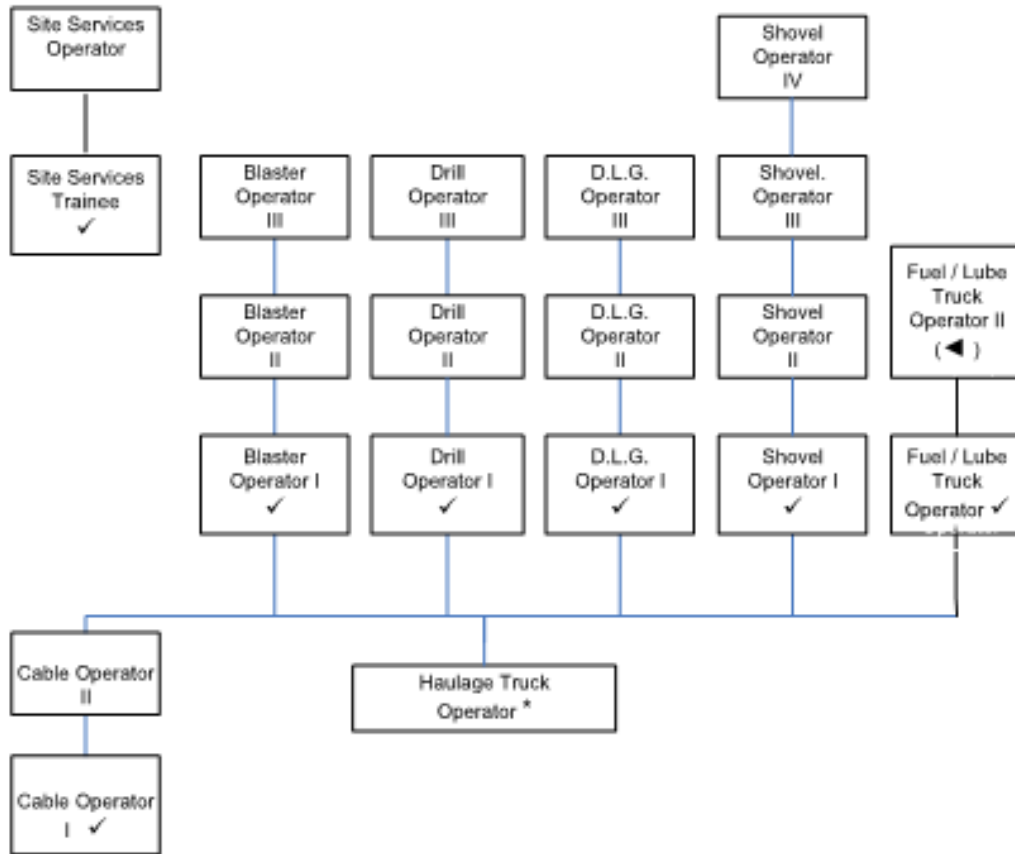 Site Services
Operator
Shovel
Operator
IV
Site Services
Trainee
✓
Blaster
Operator
III
Drill
Operator
III
D.L.G.
Operator
III
Shovel.
Operator
III
Fuel / Lube
Truck
Operator II
(◄ )
Blaster
Operator
II
Drill
Operator
II
D.L.G.
Operator
II
Shovel
Operator
II
Blaster
Operator I
✓
Drill
Operator I
✓
D.L.G.
Operator I
✓
Shovel
Operator I
✓
Fuel / Lube
Truck
Operator ✓
Cable Operator
II
Haulage Truck
Operator *
Cable Operator
I ✓